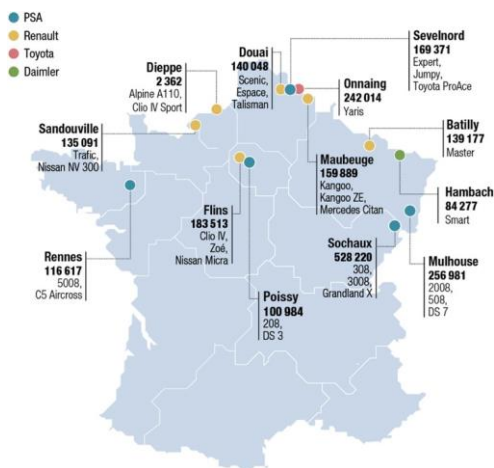 PSA
Renault
Toyota
Daimler
Dieppe
2 362
Alpine A110,
Clio IV Sport
Douai
140 048
Scenic,
Espace,
Talisman
Sevelnord
169 371
Expert,
Jumpy,
Toyota ProAce
Onnaing
242 014
Yaris
Sandouville
135 091
Trafic,
Nissan NV 300
Batilly
139 177
Master
Maubeuge
159 889
Kangoo,
Kangoo ZE,
Mercedes Citan
Hambach
84 277
Smart
Flins
183 513
Clio IV,
Zoé,
Nissan Micra
Rennes
116 617
5008,
C5 Aircross
Sochaux
528 220
308,
3008,
Grandland X
Mulhouse
256 981
2008,
508,
DS 7
Poissy
100 984
208,
DS 3